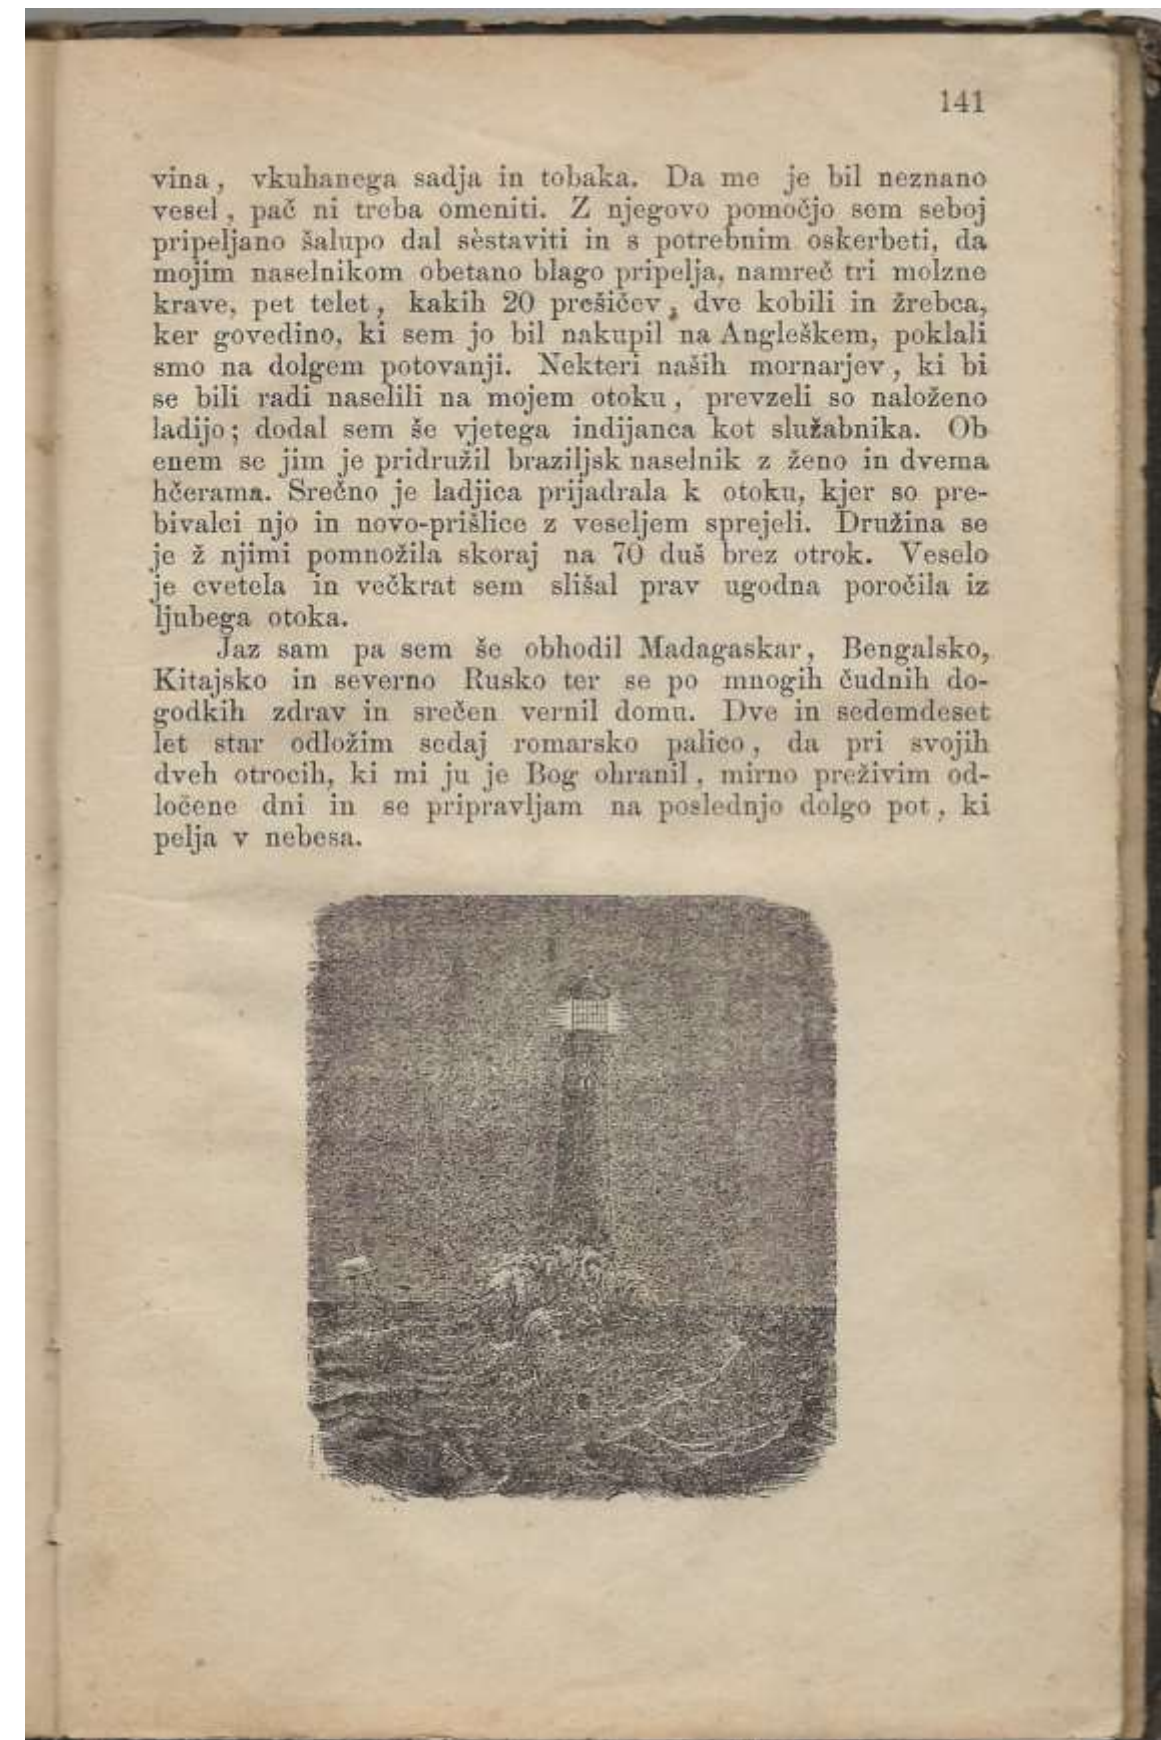 141
vina, vkuhanega sadja in tobaka. Da me je bil neznano
vesel, pač ni treba omeniti. Z njegovo pomočjo sem seboj
pripeljano šalupo dal sèstaviti in s potrebnim oskerbeti, da
mojim naselnikom obetano blago pripelja, namreč tri molzne
krave, pet telet, kakih 20 prešičev, dve kobili in žrebca,
ker govedino, ki sem jo bil nakupil na Angleškem, poklali
smo na dolgem potovanji. Nekteri naših mornarjev, ki bi
se bili radi naselili na mojem otoku, prevzeli so naloženo
ladijo; dodal sem še vjetega indijanca kot služabnika. Ob
enem se jim je pridružil braziljsk naselnik z ženo in dvema
hčerama. Srečno je ladjica prijadrala k otoku, kjer so pre-
bivalci njo in novo-prišlice z veseljem sprejeli. Družina se
je ž njimi pomnožila skoraj na 70 duš brez otrok. Veselo
je cvetela in večkrat sem slišal prav ugodna poročila iz
ljubega otoka.
Jaz sam pa sem še obhodil Madagaskar, Bengalsko,
Kitajsko in severno Rusko ter se po mnogih čudnih do-
godkih zdrav in srečen vernil domu. Dve in sedemdeset
let star odložim sedaj romarsko palico, da pri svojih
dveh otrocih, ki mi ju je Bog ohranil, mirno preživim od-
ločene dni in se pripravljam na poslednjo dolgo pot, ki
pelja v nebesa.